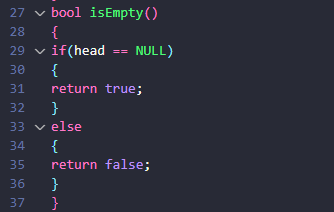 27 bool isEmpty()
28 {
29 if(head == NULL)
30 {
31 return true;
32 }
33 else
34 {
35 return false;
36 }
37 }